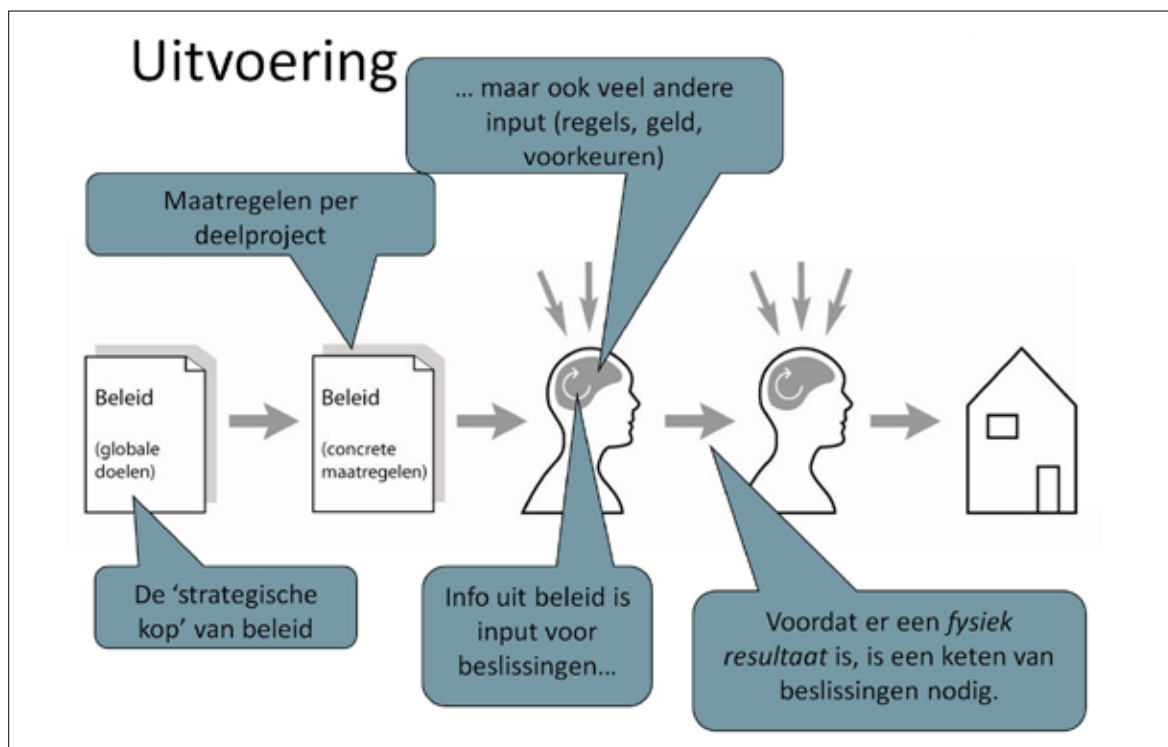 Uitvoering
... maar ook veel andere
input (regels, geld,
voorkeuren)
Maatregelen per
deelproject
Beleid
(globale
doelen)
Beleid
(concrete
maatregelen)
De ‘strategische
kop’ van beleid
Info uit beleid is
input voor
beslissingen...
Voordat er een fysiek
resultaat is, is een keten van
beslissingen nodig.